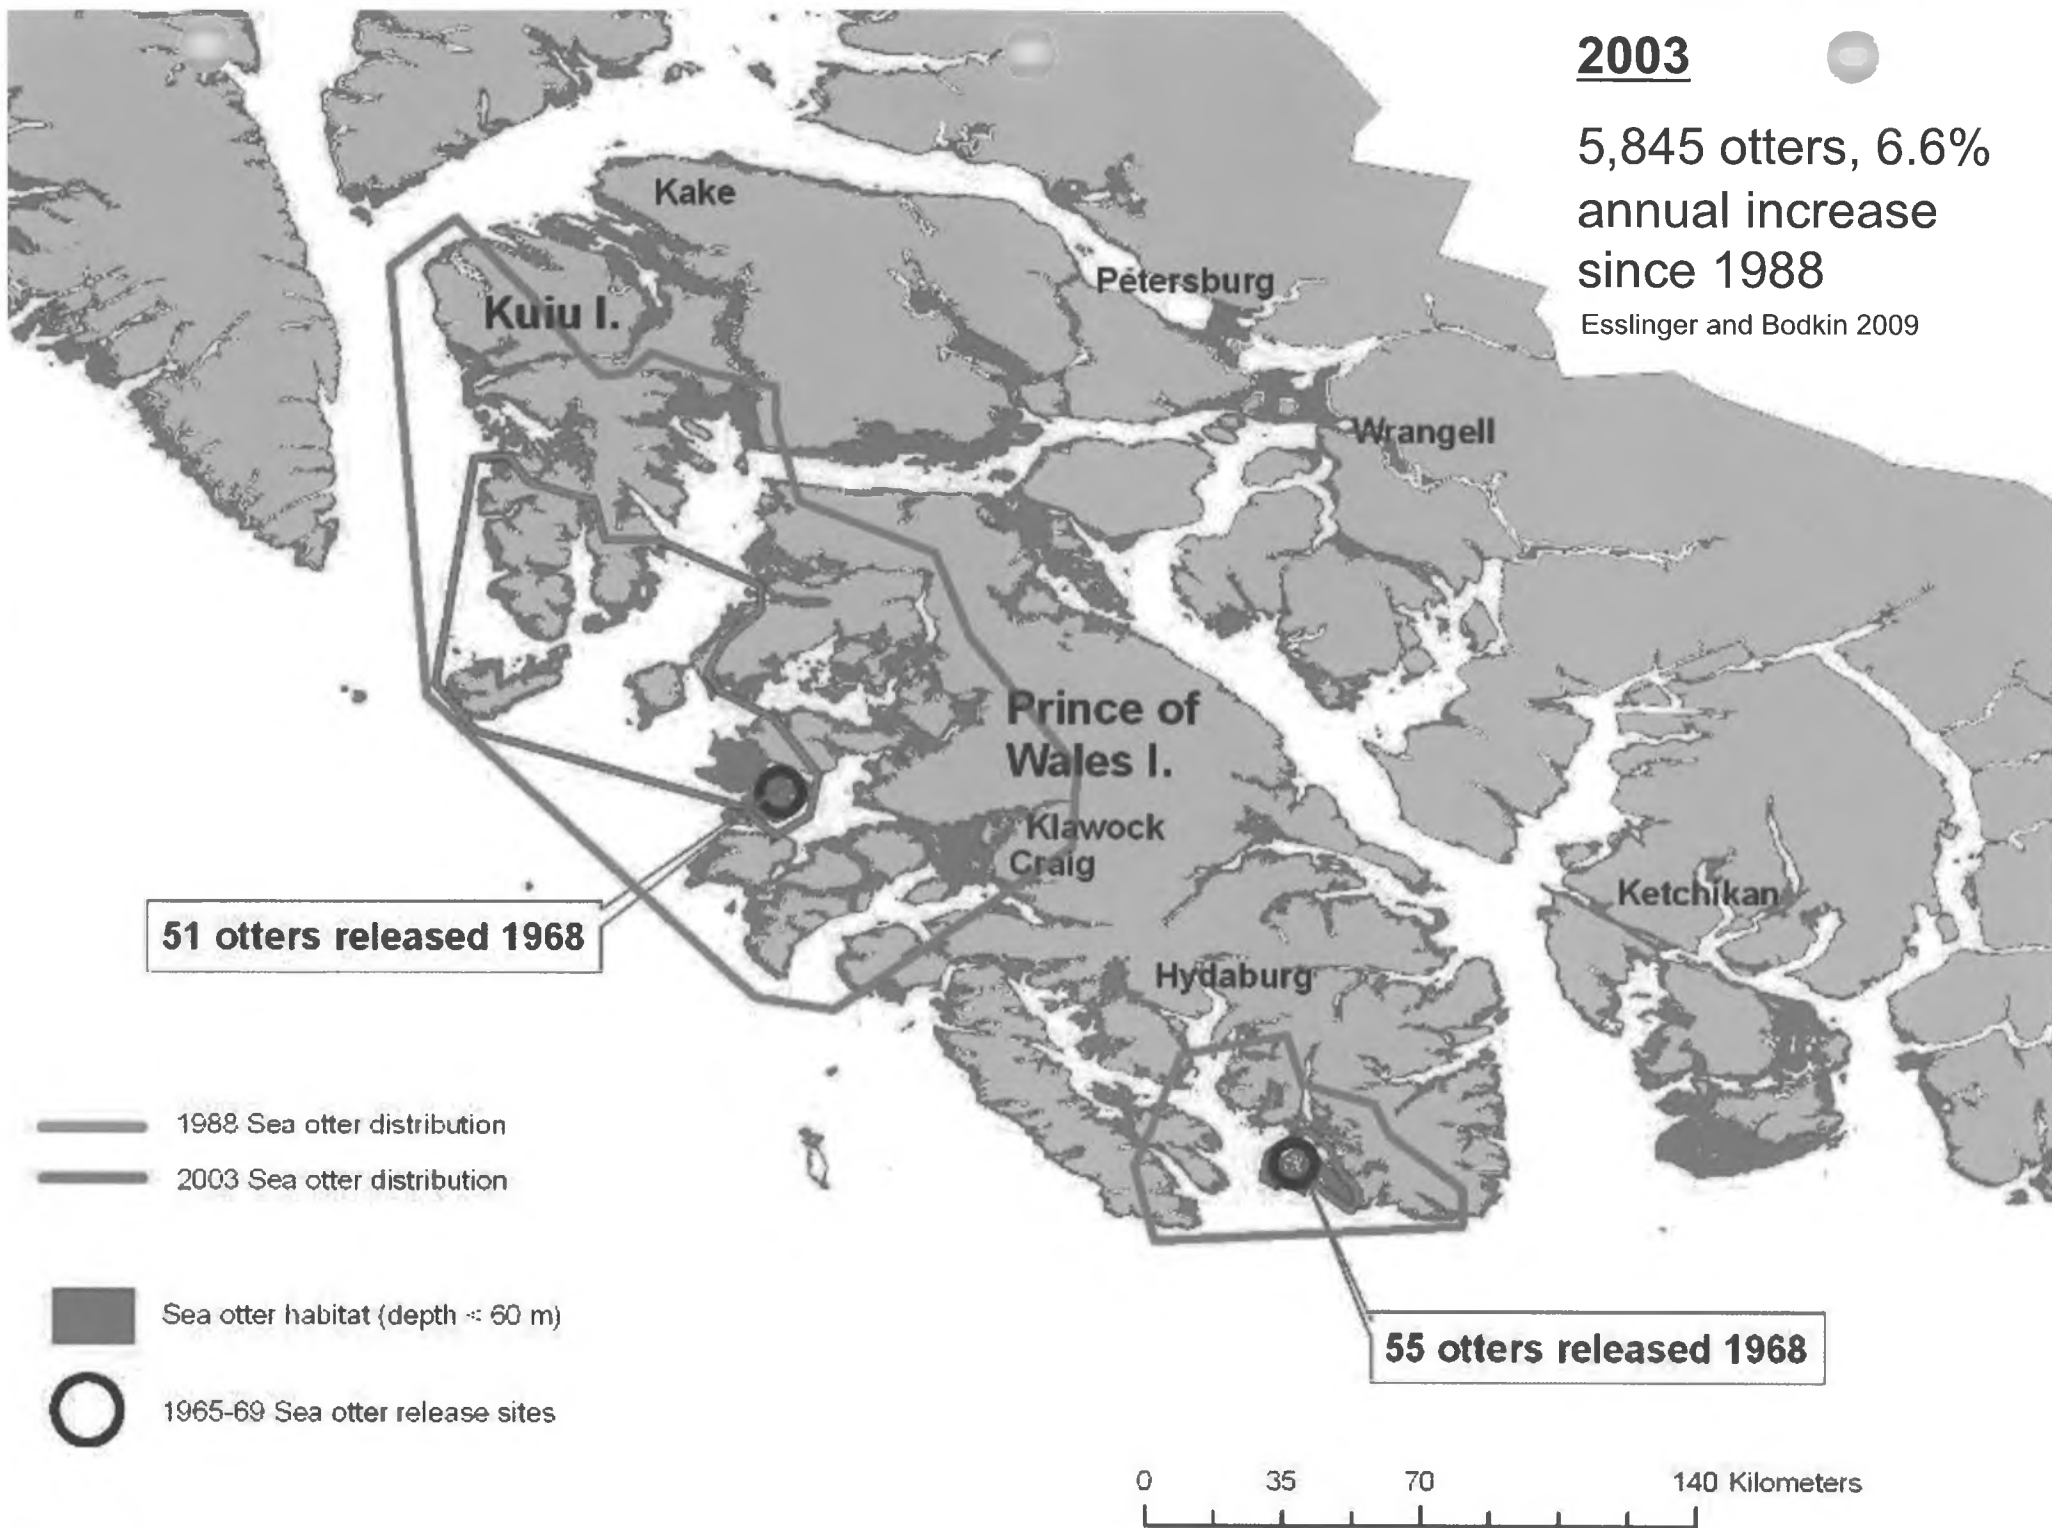 2003
5,845 otters, 6.6%
annual increase
since 1988
Esslinger and Bodkin 2009
Kake
Petersburg
Kuiu I.
Wrangell
Prince of
Wales I.
Klawock
Craig
Ketchikan
51 otters released 1968
Hydaburg
1988 Sea otter distribution
2003 Sea otter distribution
Sea otter habitat (depth < 60 m)
55 otters released 1968
1965-69 Sea otter release sites
0 35 70 140 Kilometers